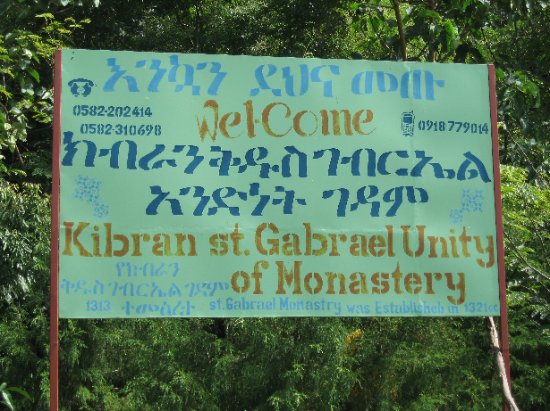 እንኳን ደህና መጡ
0582-202414
0582-310698
Wel-Come
0918 779014
ክብራን ቅዱስ ገብርኤል
አንድነት ገዳም
Kibran st. Gabrael Unity
of Monastery
የክብራን
ቅዱስ ገብርኤል ገዳም
1313 ተመሰረተ
st. Gabrael Monastry was Established in 1321